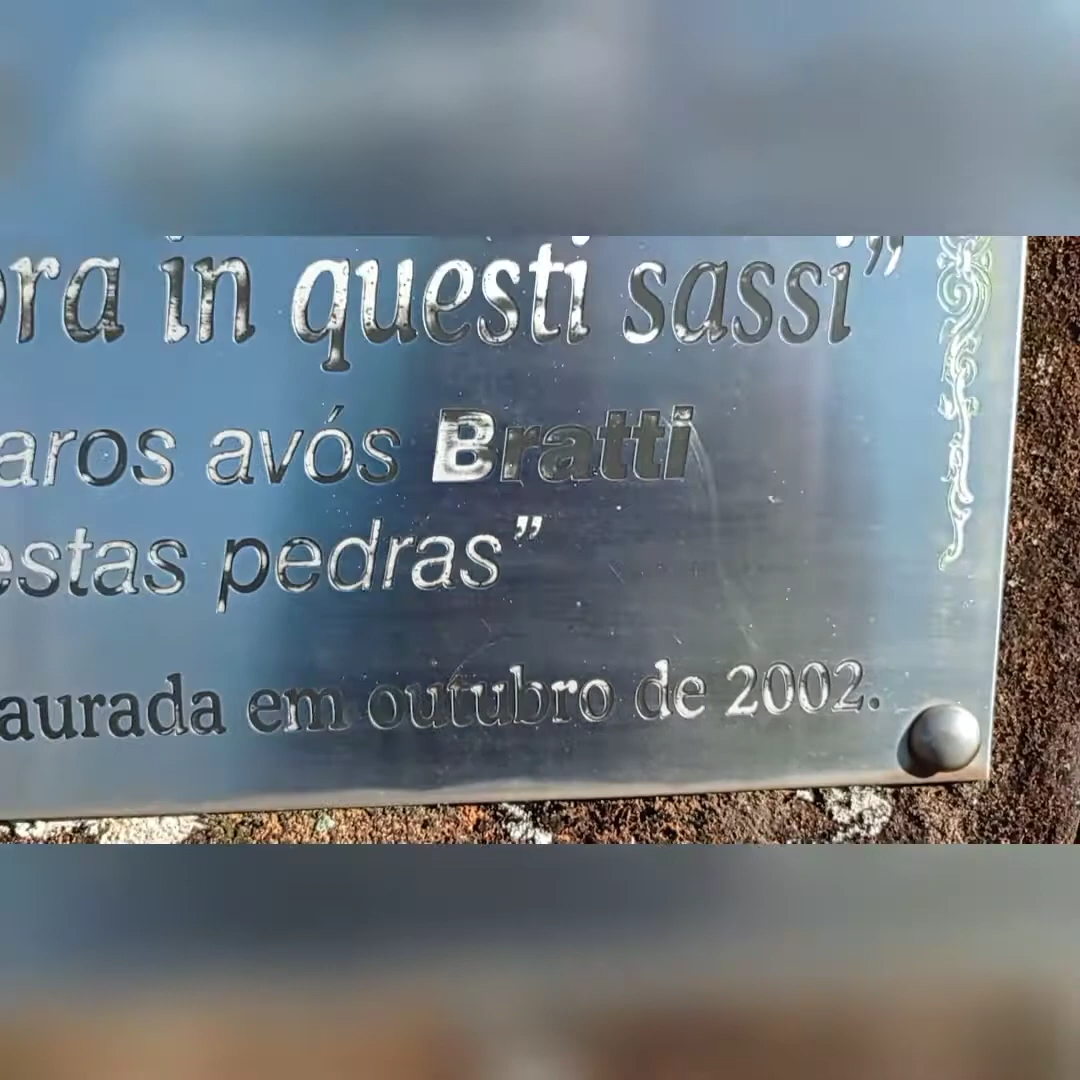 ora in questi sassi”
aros avós Bratti
estas pedras”
aurada em outubro de 2002.